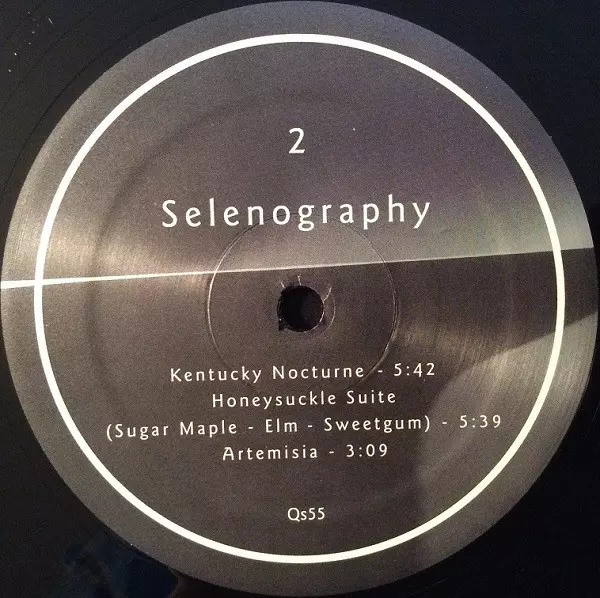 2
Selenography
Kentucky Nocturne - 5:42
Honeysuckle Suite
(Sugar Maple - Elm - Sweetgum) - 5:39
Artemisia - 3:09
Qs55